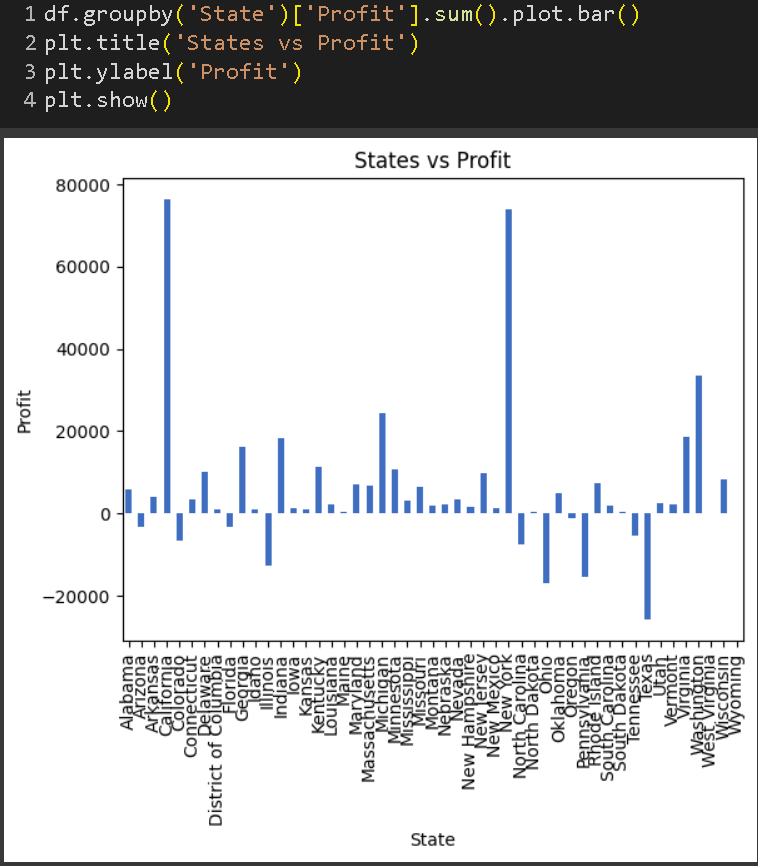 1 df.groupby('State')['Profit'].sum().plot.bar()
2 plt.title('States vs Profit')
3 plt.ylabel('Profit')
4 plt.show()
States vs Profit
80000
60000
40000
20000
0
−20000
Profit
Alabama
Arizona
Arkansas
California
Colorado
Connecticut
Delaware
District of Columbia
Florida
Georgia
Idaho
Illinois
Indiana
Iowa
Kansas
Kentucky
Louisiana
Maine
Maryland
Massachusetts
Michigan
Minnesota
Mississippi
Missouri
Montana
Nebraska
Nevada
New Hampshire
New Jersey
New Mexico
New York
North Carolina
North Dakota
Ohio
Oklahoma
Oregon
Pennsylvania
Rhode Island
South Carolina
South Dakota
Tennessee
Texas
Utah
Vermont
Virginia
Washington
West Virginia
Wisconsin
Wyoming
State